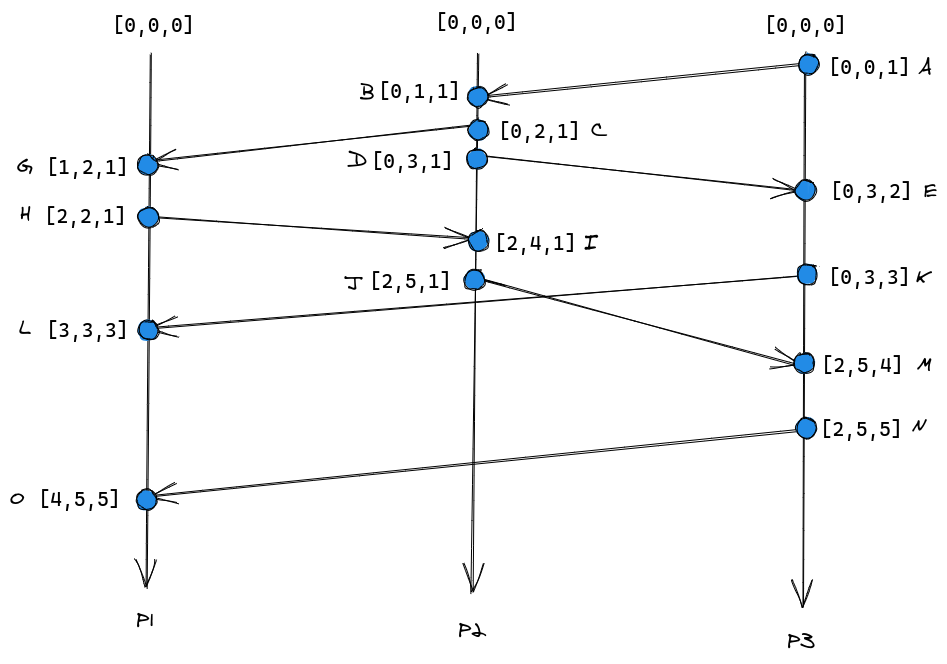 [0,0,0] [0,0,0] [0,0,0]
[0,0,1] A
B [0,1,1]
[0,2,1] C
G [1,2,1]
D [0,3,1]
[0,3,2] E
H [2,2,1]
[2,4,1] I
J [2,5,1]
[0,3,3] K
L [3,3,3]
[2,5,4] M
[2,5,5] N
O [4,5,5]
P1 P2 P3